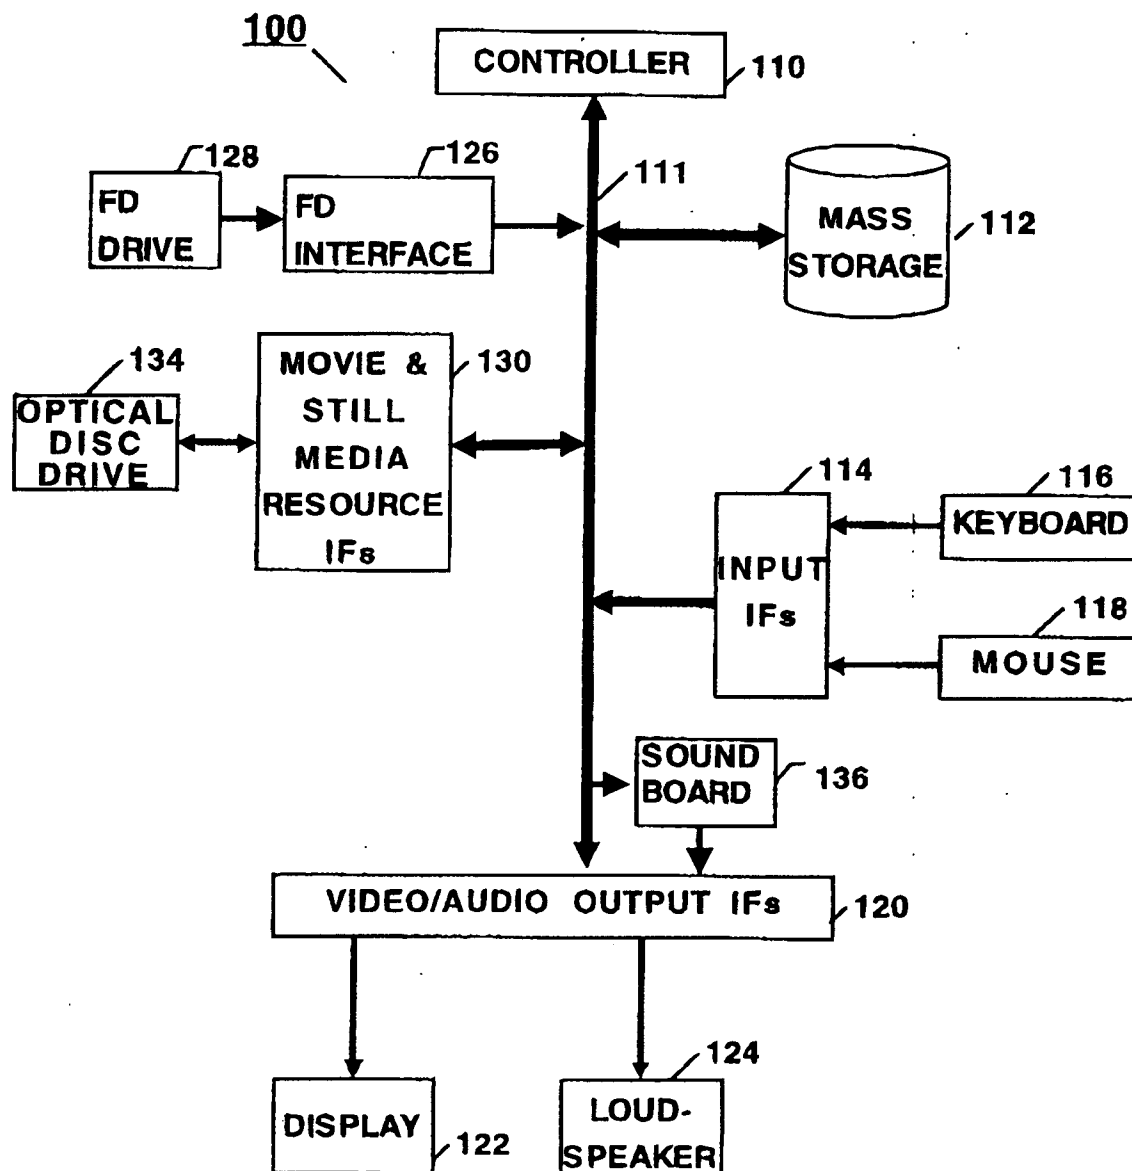 100
CONTROLLER
110
128
126
111
FD
DRIVE
FD
INTERFACE
MASS
STORAGE
112
134
OPTICAL
DISC
DRIVE
MOVIE &
STILL
MEDIA
RESOURCE
IFs
130
114
116
KEYBOARD
INPUT
IFs
118
MOUSE
SOUND
BOARD
136
VIDEO/AUDIO OUTPUT IFs
120
124
DISPLAY
122
LOUD-
SPEAKER